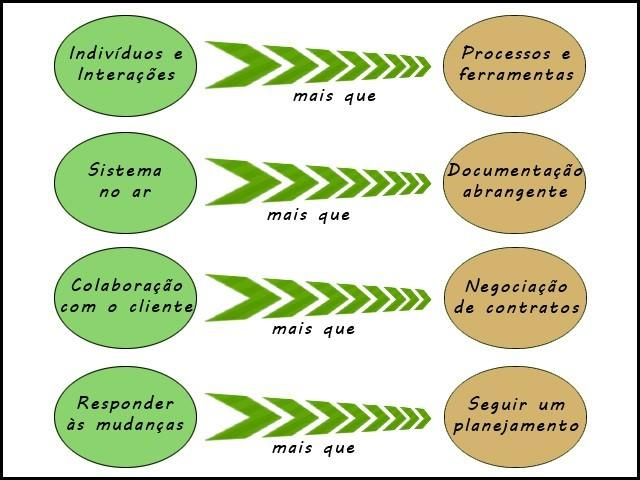 Indivíduos e
Interações
mais que
Processos e
ferramentas
Sistema
no ar
mais que
Documentação
abrangente
Colaboração
com o cliente
mais que
Negociação
de contratos
Responder
às mudanças
mais que
Seguir um
planejamento